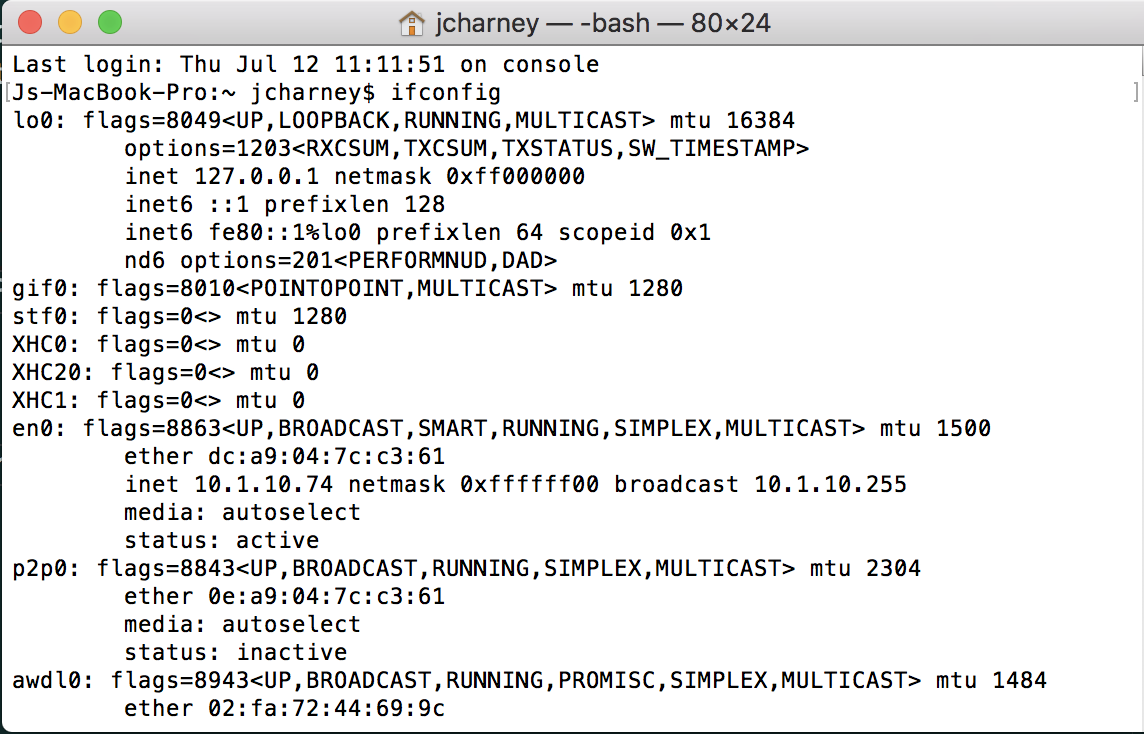 jcharney — -bash — 80×24
Last login: Thu Jul 12 11:11:51 on console
[Js-MacBook-Pro:~ jcharney$ ifconfig ]
lo0: flags=8049<UP,LOOPBACK,RUNNING,MULTICAST> mtu 16384
        options=1203<RXCSUM,TXCSUM,TXSTATUS,SW_TIMESTAMP>
        inet 127.0.0.1 netmask 0xff000000
        inet6 ::1 prefixlen 128
        inet6 fe80::1%lo0 prefixlen 64 scopeid 0x1
        nd6 options=201<PERFORMNUD,DAD>
gif0: flags=8010<POINTOPOINT,MULTICAST> mtu 1280
stf0: flags=0<> mtu 1280
XHC0: flags=0<> mtu 0
XHC20: flags=0<> mtu 0
XHC1: flags=0<> mtu 0
en0: flags=8863<UP,BROADCAST,SMART,RUNNING,SIMPLEX,MULTICAST> mtu 1500
        ether dc:a9:04:7c:c3:61
        inet 10.1.10.74 netmask 0xffffff00 broadcast 10.1.10.255
        media: autoselect
        status: active
p2p0: flags=8843<UP,BROADCAST,RUNNING,SIMPLEX,MULTICAST> mtu 2304
        ether 0e:a9:04:7c:c3:61
        media: autoselect
        status: inactive
awdl0: flags=8943<UP,BROADCAST,RUNNING,PROMISC,SIMPLEX,MULTICAST> mtu 1484
        ether 02:fa:72:44:69:9c